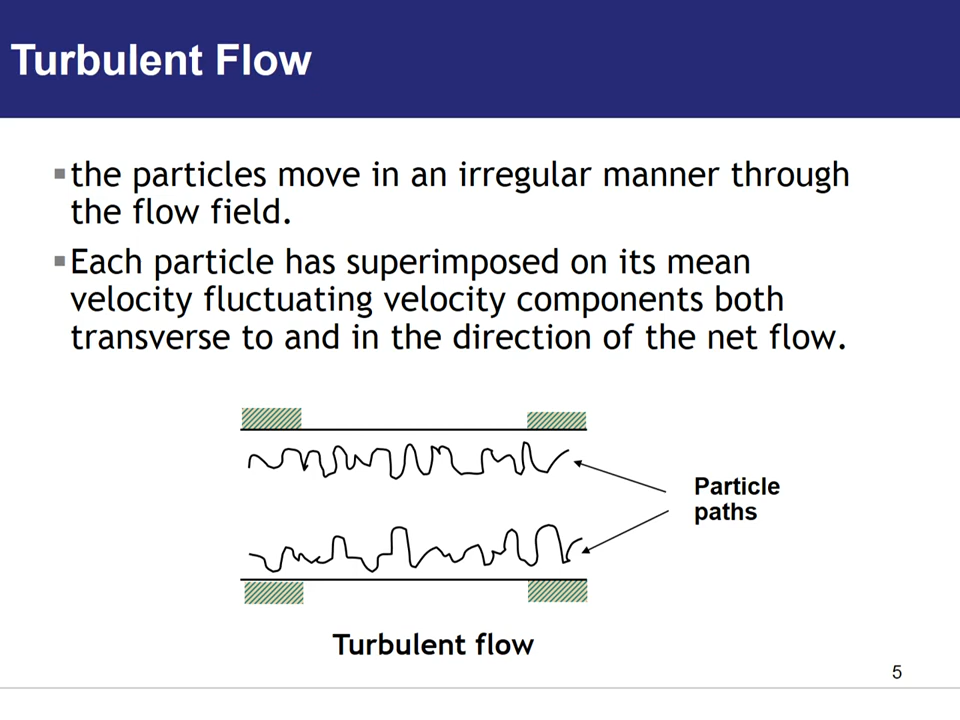 Turbulent Flow
▪the particles move in an irregular manner through
the flow field.
▪Each particle has superimposed on its mean
velocity fluctuating velocity components both
transverse to and in the direction of the net flow.
Particle
paths
Turbulent flow
5